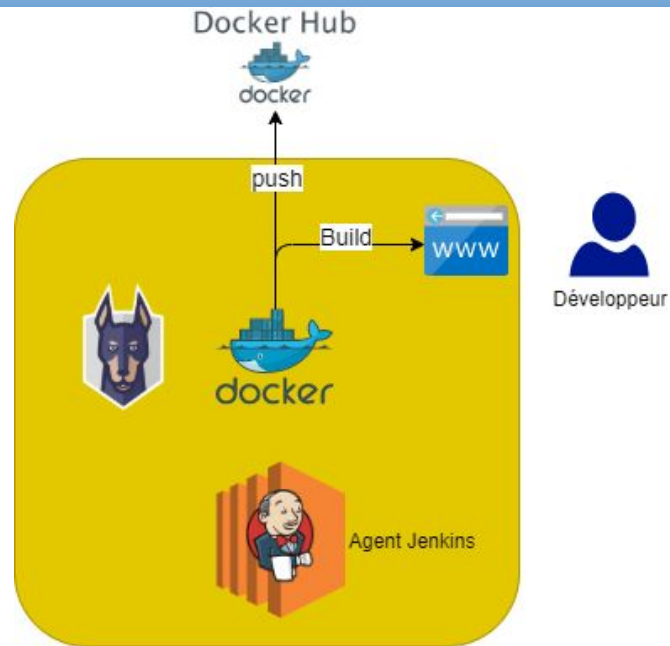 Docker Hub
docker
push
Build
www
Développeur
docker
Agent Jenkins